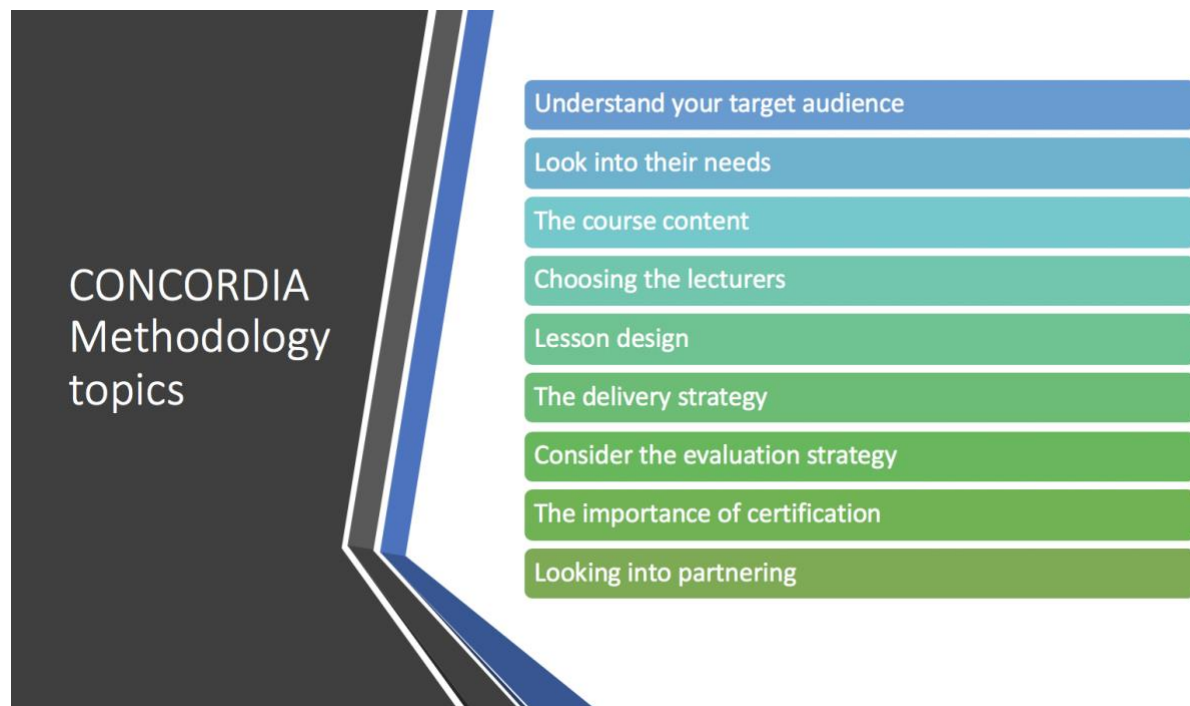 CONCORDIA
Methodology
topics
Understand your target audience
Look into their needs
The course content
Choosing the lecturers
Lesson design
The delivery strategy
Consider the evaluation strategy
The importance of certification
Looking into partnering